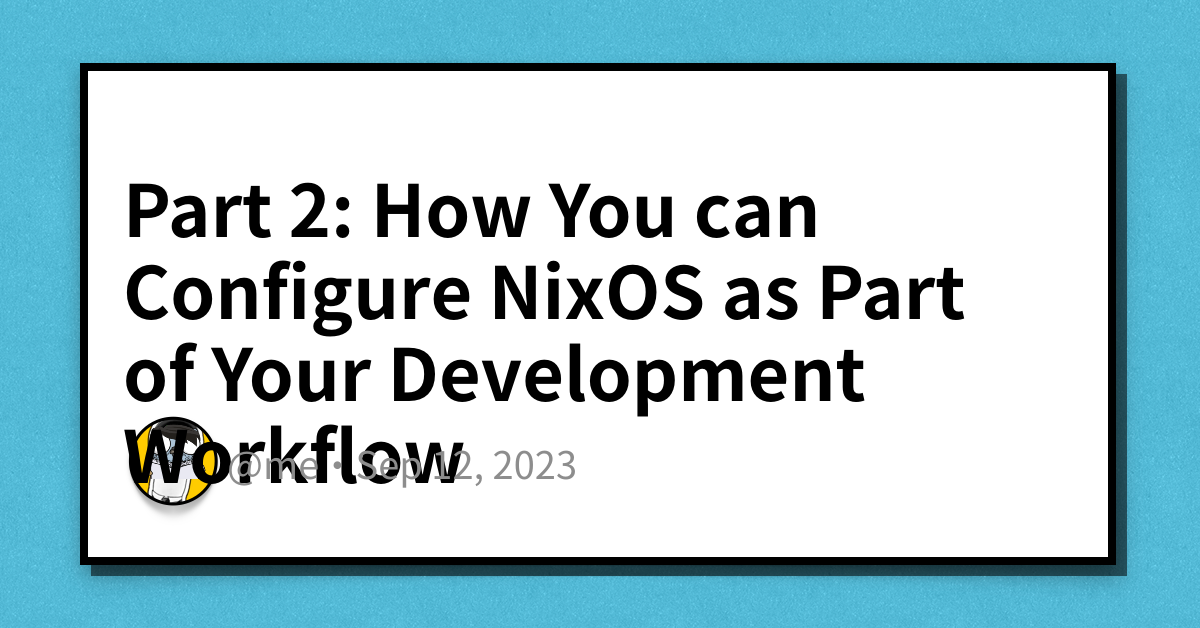 Part 2: How You can
Configure NixOS as Part
of Your Development
Workflow
@me • Sep 12, 2023